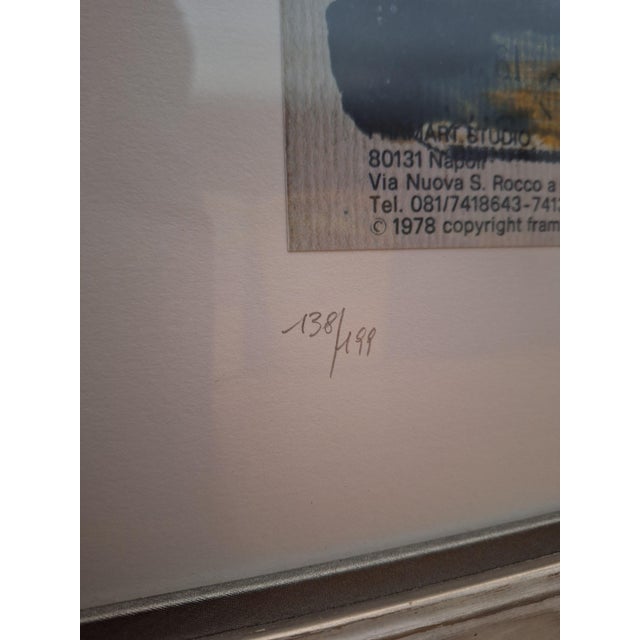 FRAMART STUDIO
80131 Napoli
Via Nuova S. Rocco a
Tel. 081/7418643-741
© 1978 copyright fram
138/199